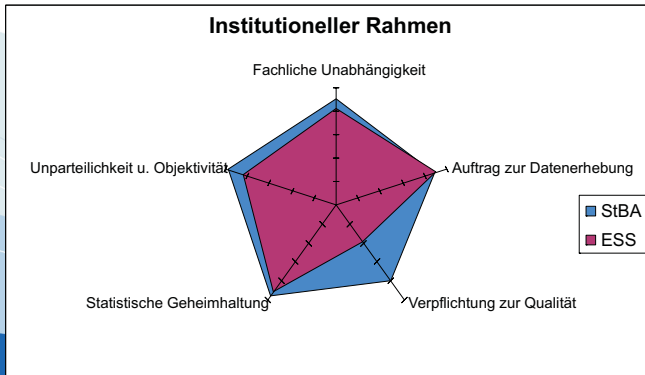 Institutioneller Rahmen
Fachliche Unabhängigkeit
Unparteilichkeit u. Objektivität
Auftrag zur Datenerhebung
StBA
ESS
Statistische Geheimhaltung
Verpflichtung zur Qualität